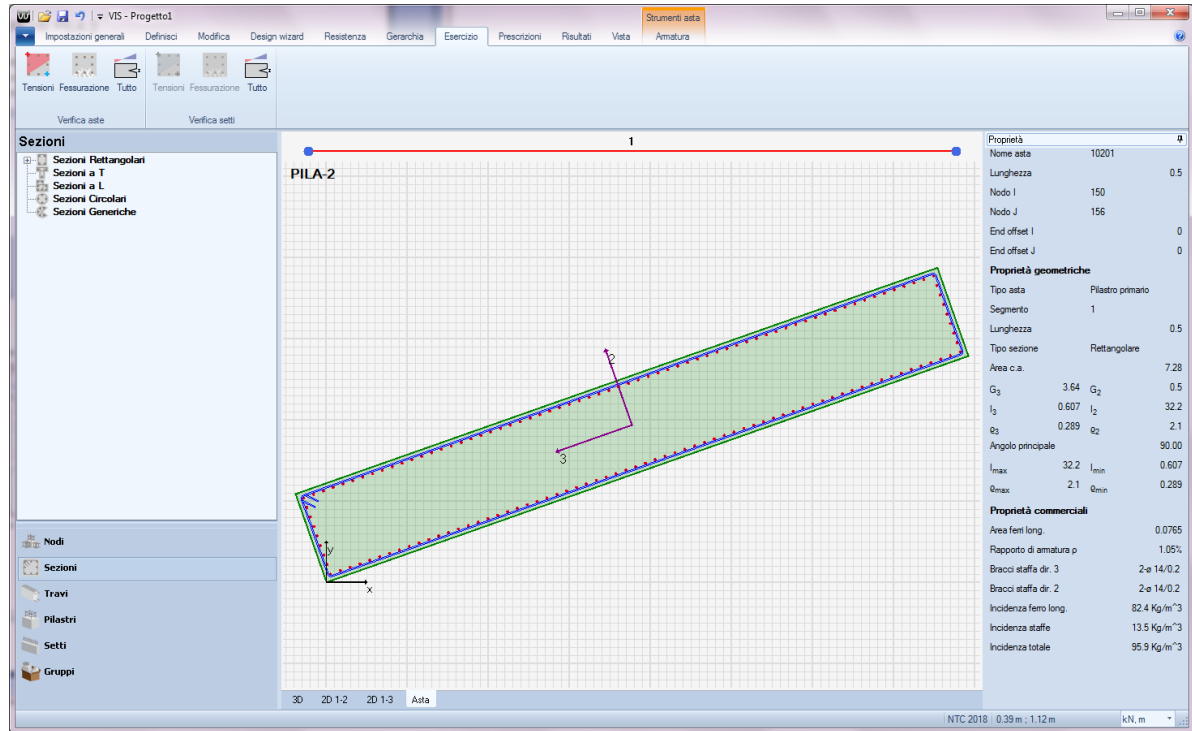 VIS - Progetto1
Strumenti asta
Impostazioni generali Definisci Modifica Design wizard Resistenza Gerarchia Esercizio Prescrizioni Risultati Vista Armatura
Tensioni Fessurazione Tutto Tensioni Fessurazione Tutto
Verifica aste Verifica setti
Sezioni
Sezioni Rettangolari
Sezioni a T
Sezioni a L
Sezioni Circolari
Sezioni Generiche
Nodi
Sezioni
Travi
Pilastri
Setti
Gruppi
1
PILA-2
2
3
y
x
3D 2D 1-2 2D 1-3 Asta
Proprietà
Nome asta 10201
Lunghezza 0.5
Nodo I 150
Nodo J 156
End offset I 0
End offset J 0
Proprietà geometriche
Tipo asta Pilastro primario
Segmento 1
Lunghezza 0.5
Tipo sezione Rettangolare
Area c.a. 7.28
G3 3.64 G2 0.5
I3 0.607 I2 32.2
ϱ3 0.289 ϱ2 2.1
Angolo principale 90.00
Imax 32.2 Imin 0.607
ϱmax 2.1 ϱmin 0.289
Proprietà commerciali
Area ferri long. 0.0765
Rapporto di armatura ρ 1.05%
Bracci staffa dir. 3 2-ø 14/0.2
Bracci staffa dir. 2 2-ø 14/0.2
Incidenza ferro long. 82.4 Kg/m^3
Incidenza staffe 13.5 Kg/m^3
Incidenza totale 95.9 Kg/m^3
NTC 2018 0.39 m ; 1.12 m kN, m